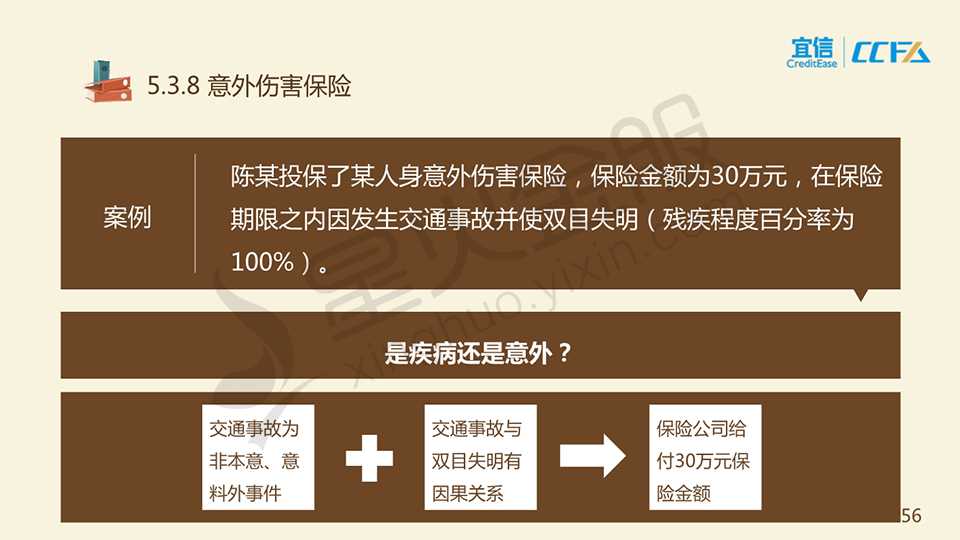 宜信
CreditEase
CCFA
5.3.8 意外伤害保险
案例
陈某投保了某人身意外伤害保险，保险金额为30万元，在保险
期限之内因发生交通事故并使双目失明（残疾程度百分率为
100%）。
是疾病还是意外？
交通事故为
非本意、意
料外事件
交通事故与
双目失明有
因果关系
保险公司给
付30万元保
险金额
56
星火金服
xinghuo.yixin.com